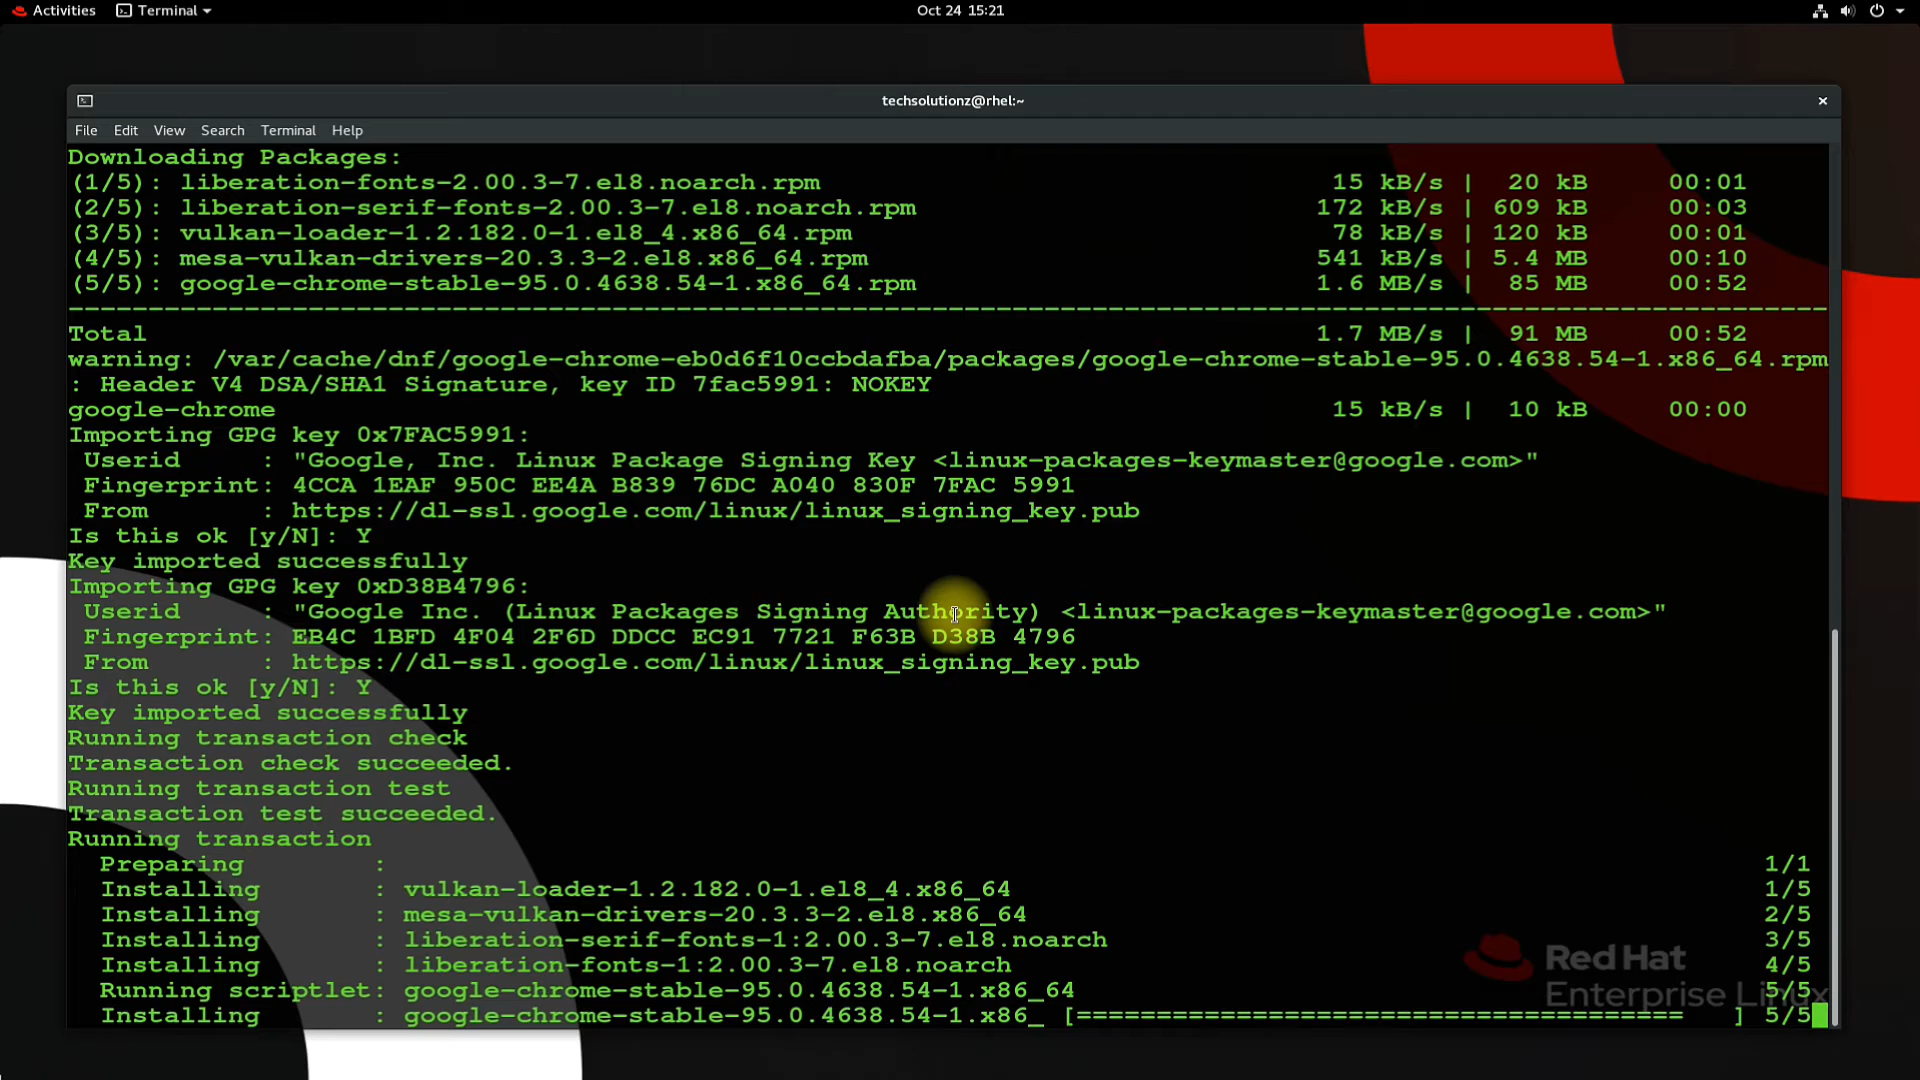 Activities Terminal Oct 24 15:21
techsolutionz@rhel:~ ×
File Edit View Search Terminal Help
Downloading Packages:
(1/5): liberation-fonts-2.00.3-7.el8.noarch.rpm 15 kB/s | 20 kB 00:01
(2/5): liberation-serif-fonts-2.00.3-7.el8.noarch.rpm 172 kB/s | 609 kB 00:03
(3/5): vulkan-loader-1.2.182.0-1.el8_4.x86_64.rpm 78 kB/s | 120 kB 00:01
(4/5): mesa-vulkan-drivers-20.3.3-2.el8.x86_64.rpm 541 kB/s | 5.4 MB 00:10
(5/5): google-chrome-stable-95.0.4638.54-1.x86_64.rpm 1.6 MB/s | 85 MB 00:52
--------------------------------------------------------------------------------------------------------------
Total 1.7 MB/s | 91 MB 00:52
warning: /var/cache/dnf/google-chrome-eb0d6f10ccbdafba/packages/google-chrome-stable-95.0.4638.54-1.x86_64.rpm
: Header V4 DSA/SHA1 Signature, key ID 7fac5991: NOKEY
google-chrome 15 kB/s | 10 kB 00:00
Importing GPG key 0x7FAC5991:
Userid : "Google, Inc. Linux Package Signing Key <linux-packages-keymaster@google.com>"
Fingerprint: 4CCA 1EAF 950C EE4A B839 76DC A040 830F 7FAC 5991
From : https://dl-ssl.google.com/linux/linux_signing_key.pub
Is this ok [y/N]: Y
Key imported successfully
Importing GPG key 0xD38B4796:
Userid : "Google Inc. (Linux Packages Signing Authority) <linux-packages-keymaster@google.com>"
Fingerprint: EB4C 1BFD 4F04 2F6D DDCC EC91 7721 F63B D38B 4796
From : https://dl-ssl.google.com/linux/linux_signing_key.pub
Is this ok [y/N]: Y
Key imported successfully
Running transaction check
Transaction check succeeded.
Running transaction test
Transaction test succeeded.
Running transaction
Preparing : 1/1
Installing : vulkan-loader-1.2.182.0-1.el8_4.x86_64 1/5
Installing : mesa-vulkan-drivers-20.3.3-2.el8.x86_64 2/5
Installing : liberation-serif-fonts-1:2.00.3-7.el8.noarch 3/5
Installing : liberation-fonts-1:2.00.3-7.el8.noarch 4/5
Running scriptlet: google-chrome-stable-95.0.4638.54-1.x86_64 5/5
Installing : google-chrome-stable-95.0.4638.54-1.x86_ [====================================== ] 5/5
Red Hat
Enterprise Linux